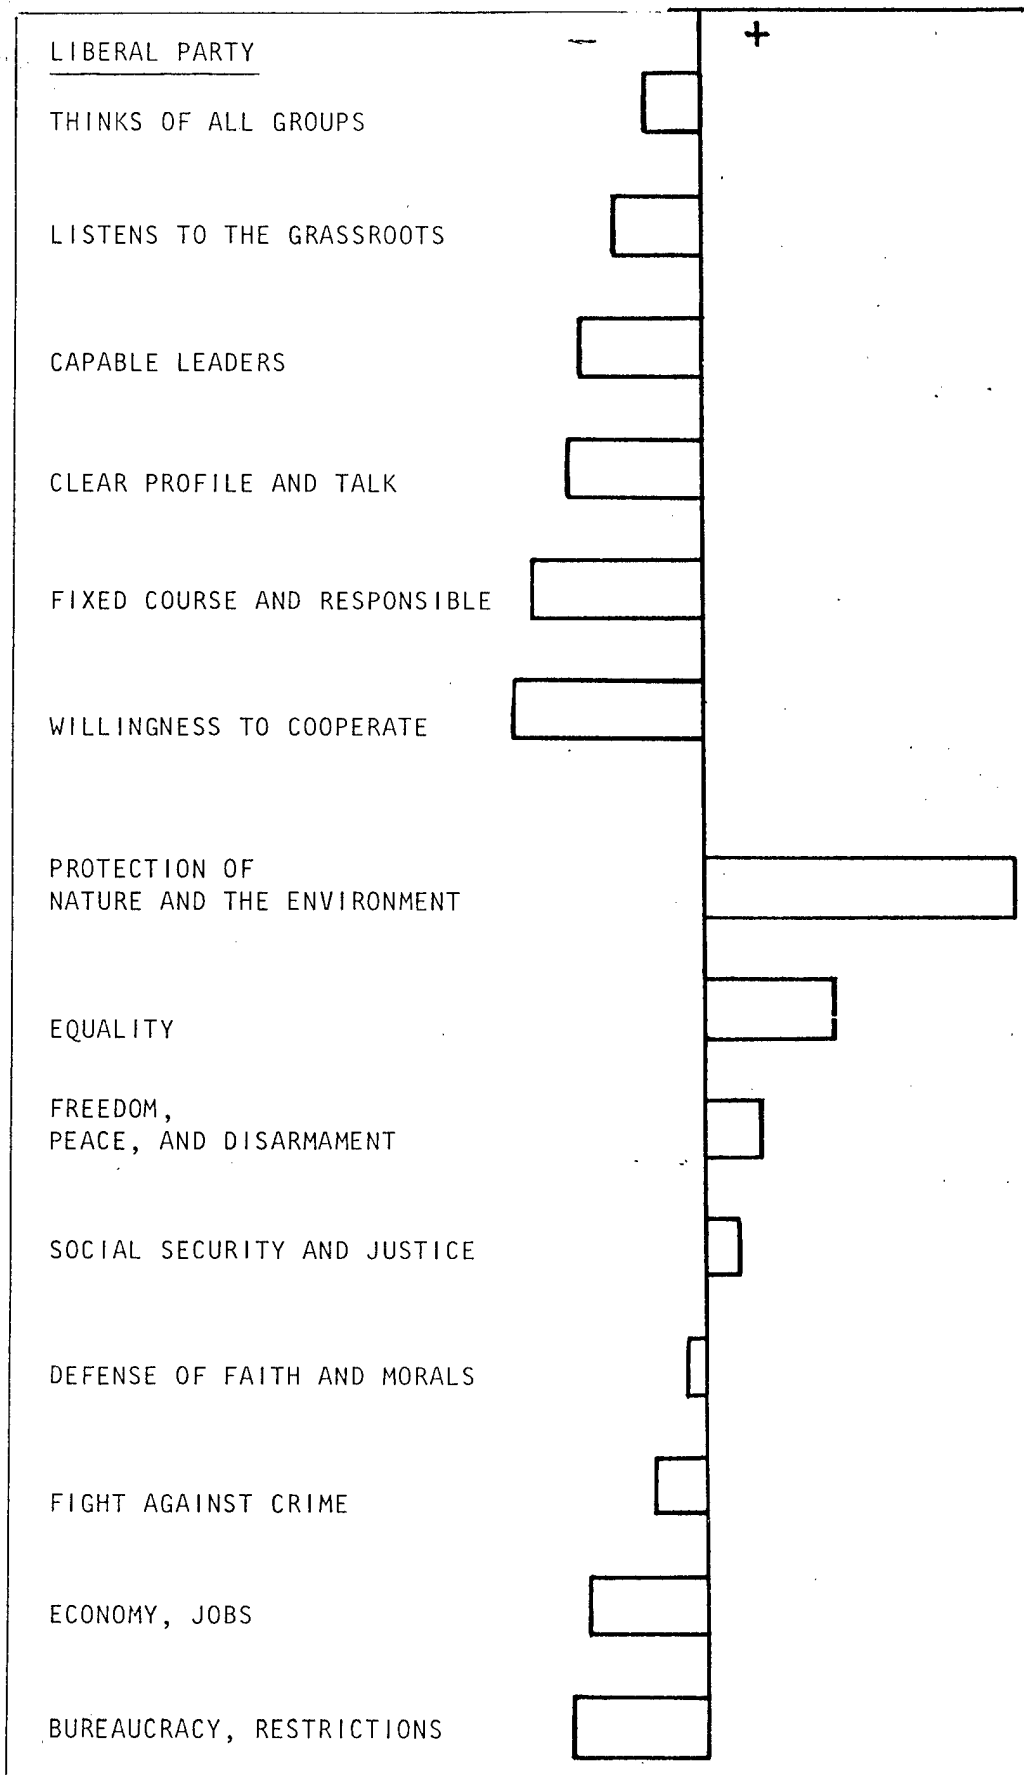 − +
LIBERAL PARTY
THINKS OF ALL GROUPS
LISTENS TO THE GRASSROOTS
CAPABLE LEADERS
CLEAR PROFILE AND TALK
FIXED COURSE AND RESPONSIBLE
WILLINGNESS TO COOPERATE
PROTECTION OF
NATURE AND THE ENVIRONMENT
EQUALITY
FREEDOM,
PEACE, AND DISARMAMENT
SOCIAL SECURITY AND JUSTICE
DEFENSE OF FAITH AND MORALS
FIGHT AGAINST CRIME
ECONOMY, JOBS
BUREAUCRACY, RESTRICTIONS